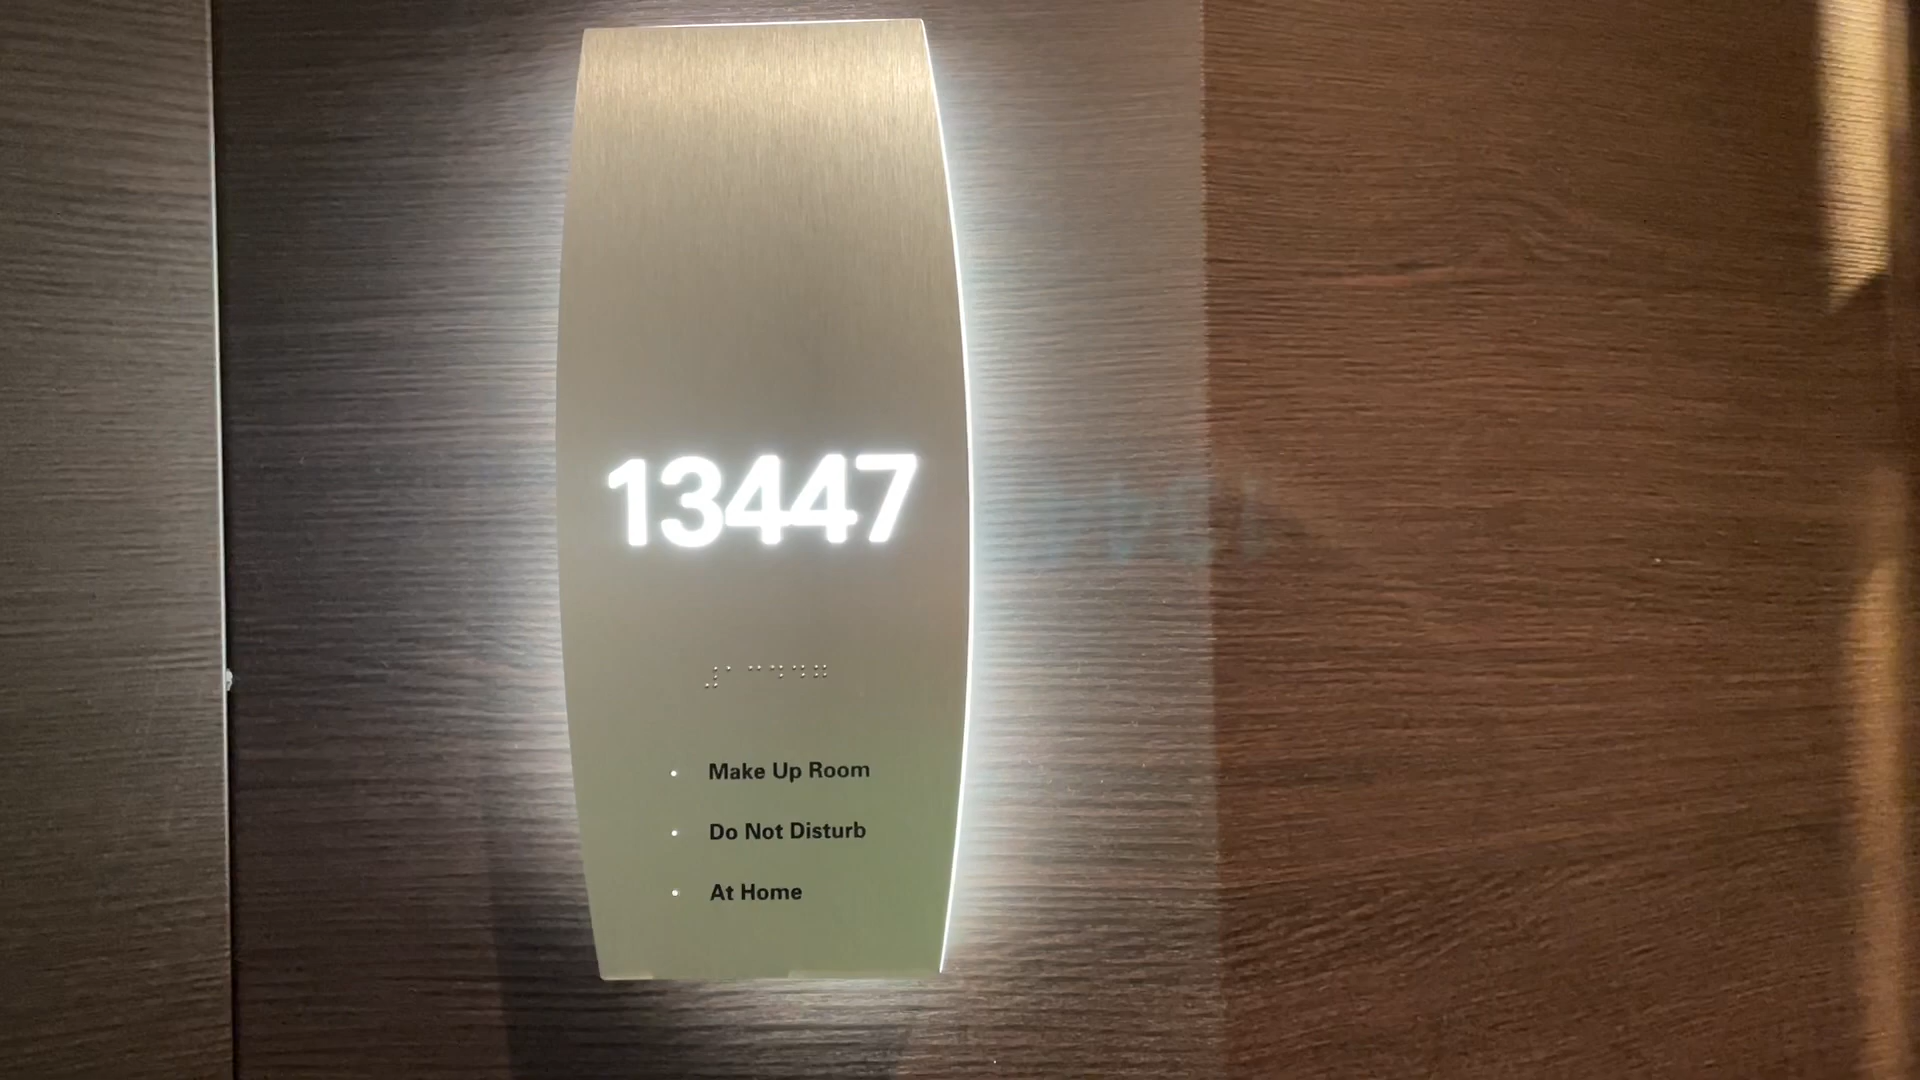 13447
⠼⠁⠉⠙⠙⠛
Make Up Room
Do Not Disturb
At Home